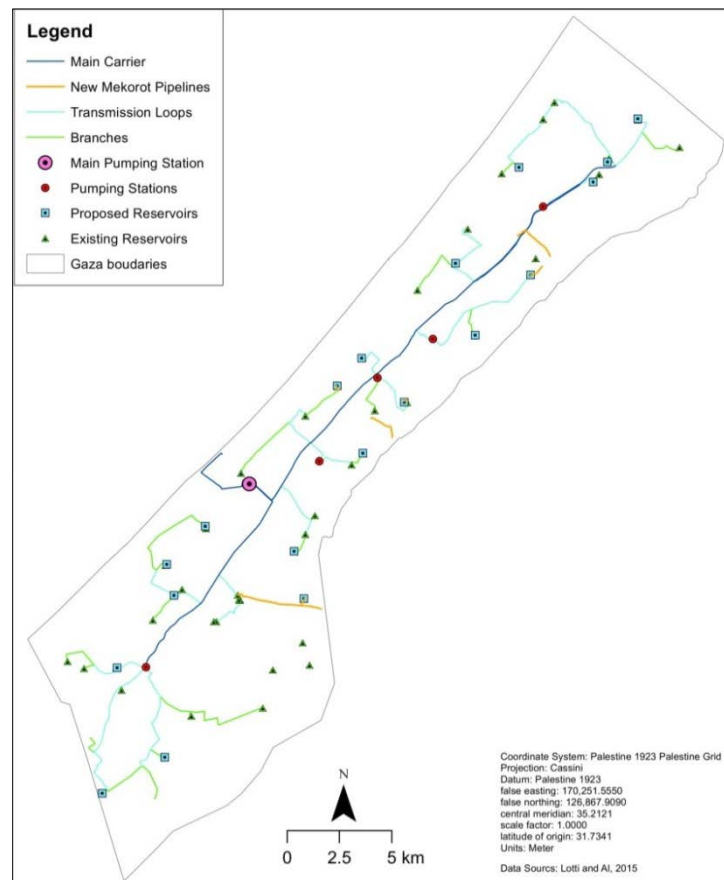 Legend
Main Carrier
New Mekorot Pipelines
Transmission Loops
Branches
Main Pumping Station
Pumping Stations
Proposed Reservoirs
Existing Reservoirs
Gaza boudaries
N
0 2.5 5 km
Coordinate System: Palestine 1923 Palestine Grid
Projection: Cassini
Datum: Palestine 1923
false easting: 170,251.5550
false northing: 126,867.9090
central meridian: 35.2121
scale factor: 1.0000
latitude of origin: 31.7341
Units: Meter
Data Sourcs: Lotti and Al, 2015